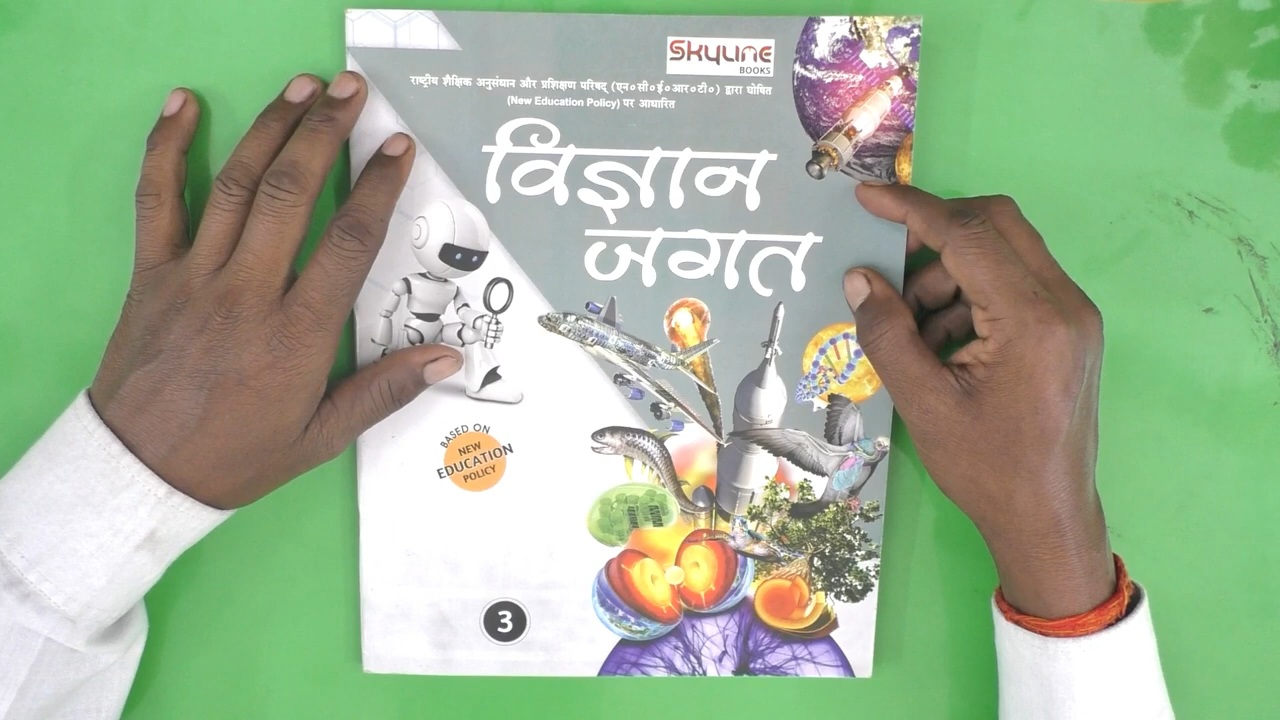 SKYLINE
BOOKS
राष्ट्रीय शैक्षिक अनुसंधान और प्रशिक्षण परिषद् (एन०सी०ई०आर०टी०) द्वारा घोषित
(New Education Policy) पर आधारित
विज्ञान
जगत
BASED ON
NEW
EDUCATION
POLICY
3